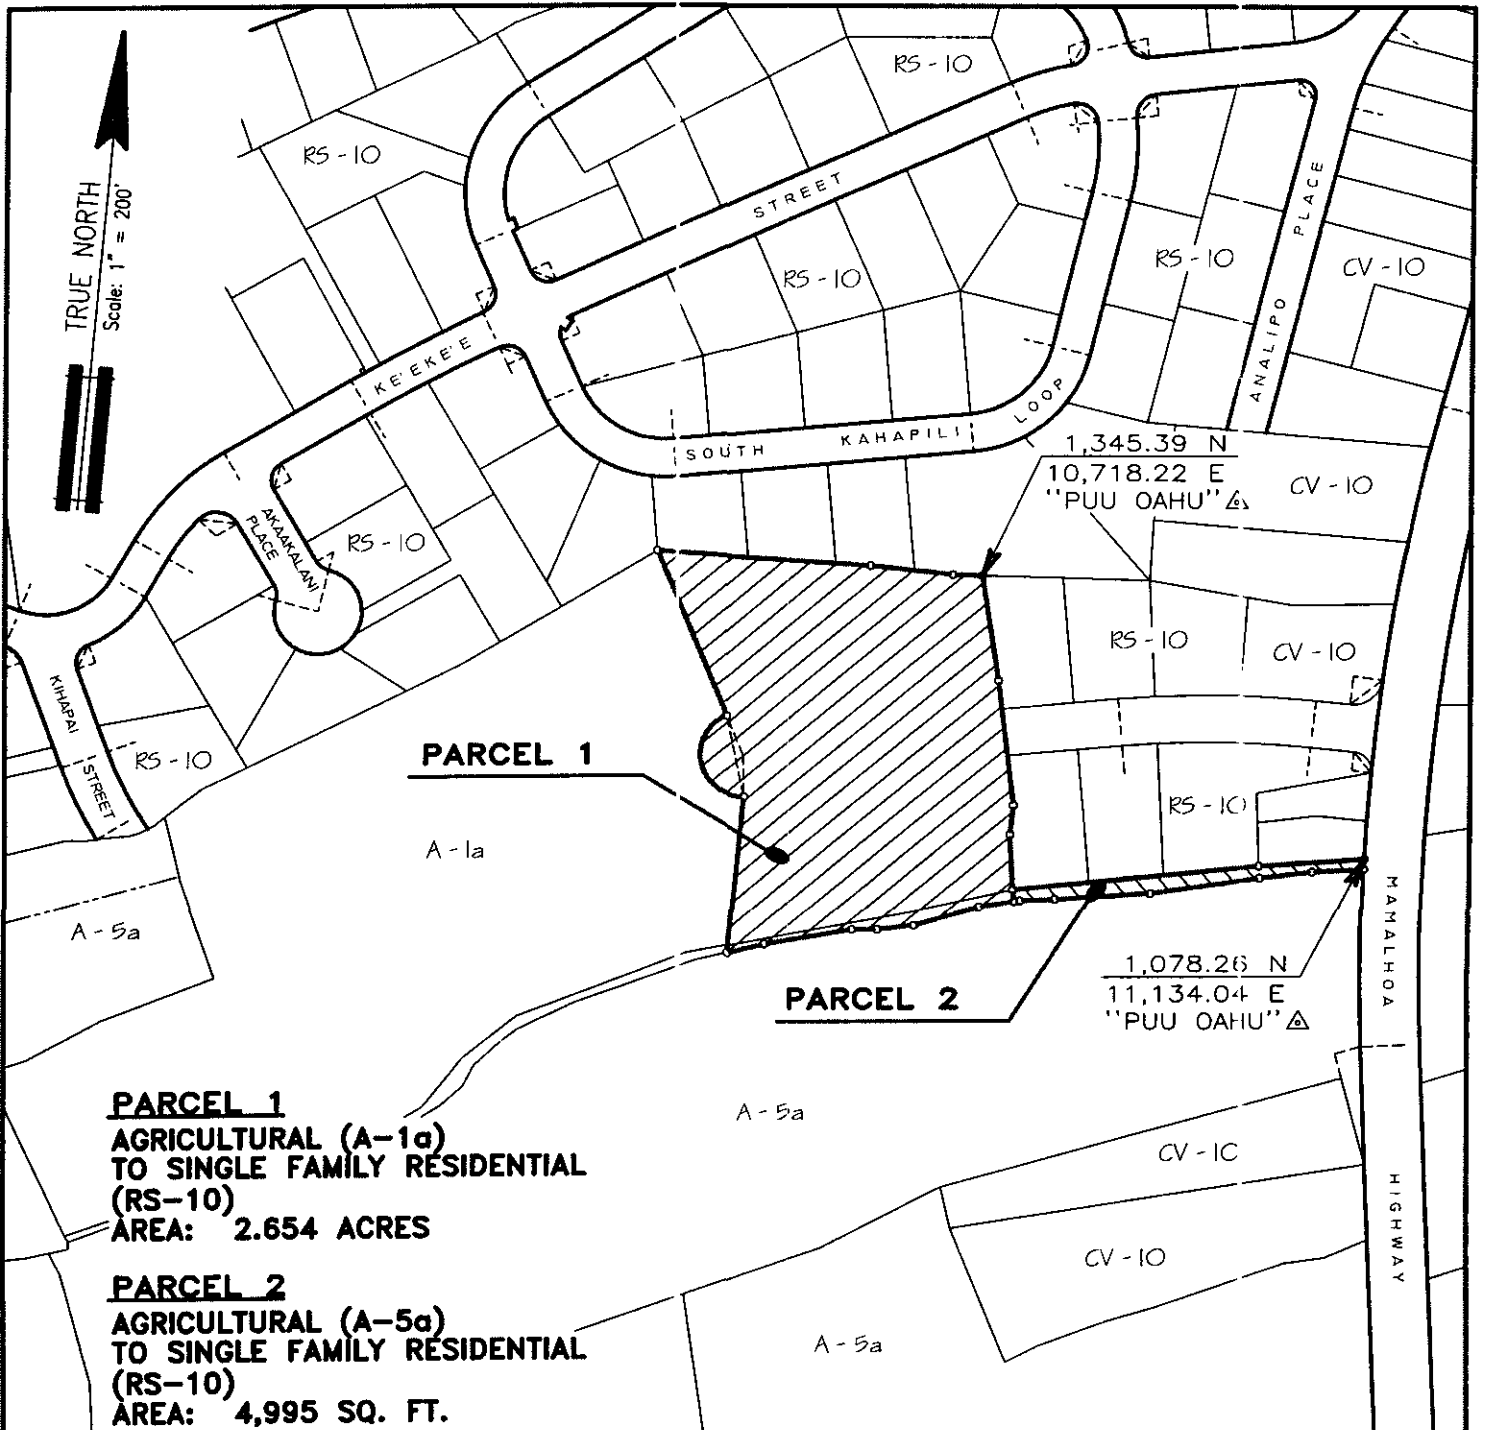 RS-10
RS-10
TRUE NORTH
Scale: 1" = 200'
STREET
PLACE
RS-10
RS-10
CV-10
ANALIPO
KE'EKE'E
LOOP
SOUTH KAHAPILI
1,345.39 N
10,718.22 E
"PUU OAHU"
CV-10
AKAAKALANI
PLACE
RS-10
RS-10
CV-10
KIHAPAI STREET
RS-10
PARCEL 1
RS-10
A-1a
A-5a
MAMALHOA
1,078.26 N
11,134.04 E
"PUU OAHU"
PARCEL 2
PARCEL 1
AGRICULTURAL (A-1a)
TO SINGLE FAMILY RESIDENTIAL
(RS-10)
AREA: 2.654 ACRES
A-5a
CV-10
HIGHWAY
CV-10
PARCEL 2
AGRICULTURAL (A-5a)
TO SINGLE FAMILY RESIDENTIAL
(RS-10)
AREA: 4,995 SQ. FT.
A-5a